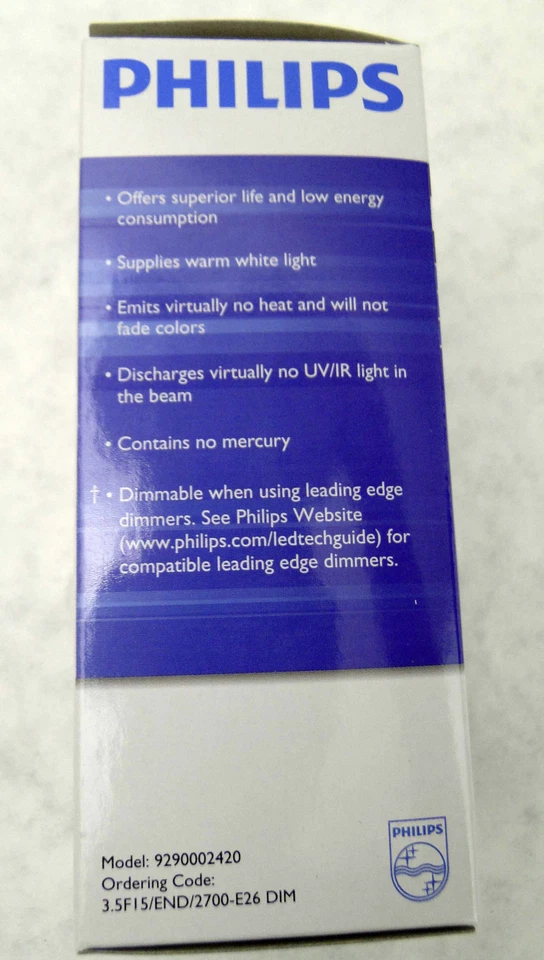 PHILIPS
• Offers superior life and low energy
consumption
• Supplies warm white light
• Emits virtually no heat and will not
fade colors
• Discharges virtually no UV/IR light in
the beam
• Contains no mercury
† • Dimmable when using leading edge
dimmers. See Philips Website
(www.philips.com/ledtechguide) for
compatible leading edge dimmers.
Model: 9290002420
Ordering Code:
3.5F15/END/2700-E26 DIM
PHILIPS